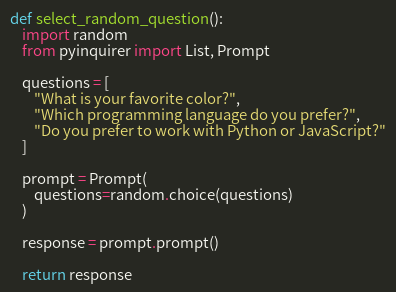 def select_random_question():
    import random
    from pyinquirer import List, Prompt

    questions = [
        "What is your favorite color?",
        "Which programming language do you prefer?",
        "Do you prefer to work with Python or JavaScript?"
    ]

    prompt = Prompt(
        questions=random.choice(questions)
    )

    response = prompt.prompt()

    return response